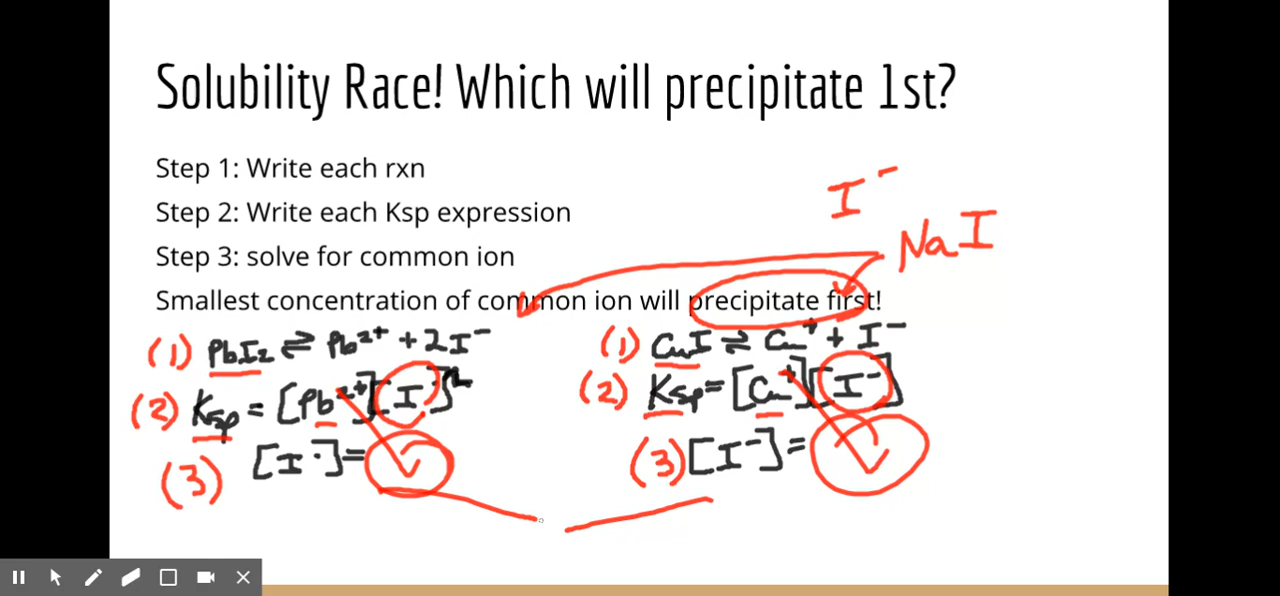 Solubility Race! Which will precipitate 1st?
Step 1: Write each rxn
Step 2: Write each Ksp expression
Step 3: solve for common ion
Smallest concentration of common ion will precipitate first!
I⁻
NaI
(1) PbI₂ ⇌ Pb²⁺ + 2I⁻
(2) Ksp = [Pb²⁺][I⁻]²
(3) [I⁻] = ✓
(1) CuI ⇌ Cu⁺ + I⁻
(2) Ksp = [Cu⁺][I⁻]
(3) [I⁻] = ✓